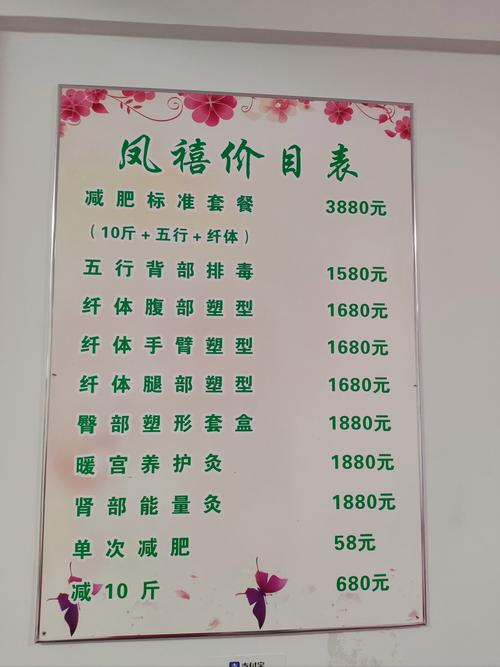 凤禧价目表
减肥标准套餐 3880元
（10斤+五行+纤体）
五行背部排毒 1580元
纤体腹部塑型 1680元
纤体手臂塑型 1680元
纤体腿部塑型 1680元
臀部塑形套盒 1880元
暖宫养护灸 1880元
肾部能量灸 1880元
单次减肥 58元
减10斤 680元
支付宝